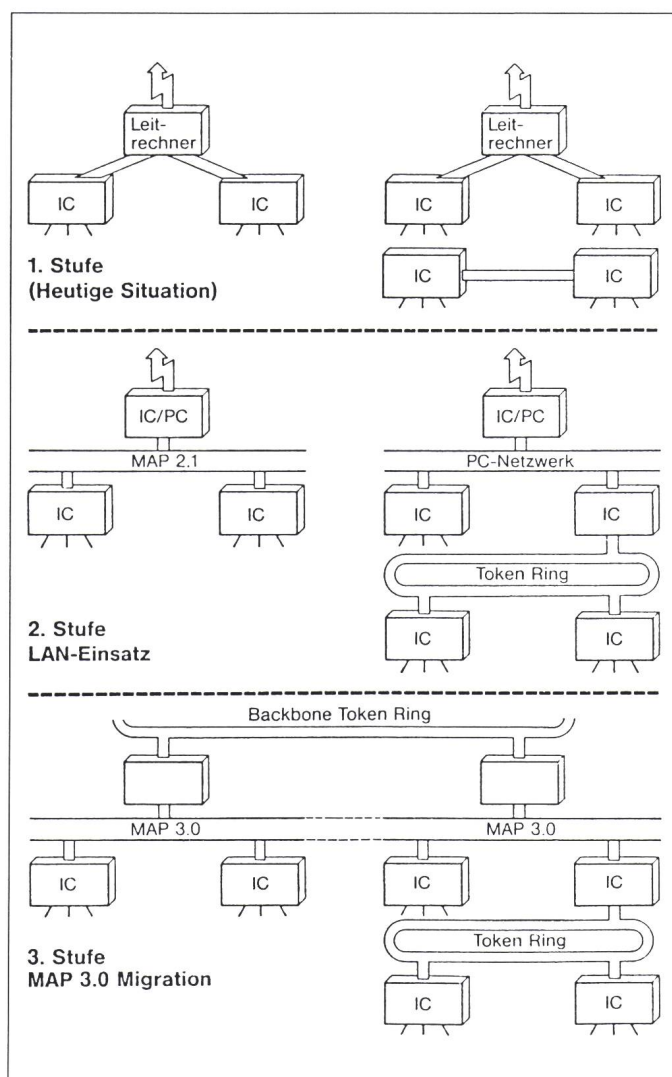 Leit-
rechner
Leit-
rechner
IC
IC
IC
IC
IC
IC
1. Stufe
(Heutige Situation)
IC/PC
IC/PC
MAP 2.1
PC-Netzwerk
IC
IC
IC
IC
Token Ring
IC
IC
2. Stufe
LAN-Einsatz
Backbone Token Ring
MAP 3.0
MAP 3.0
IC
IC
IC
IC
Token Ring
IC
IC
3. Stufe
MAP 3.0 Migration